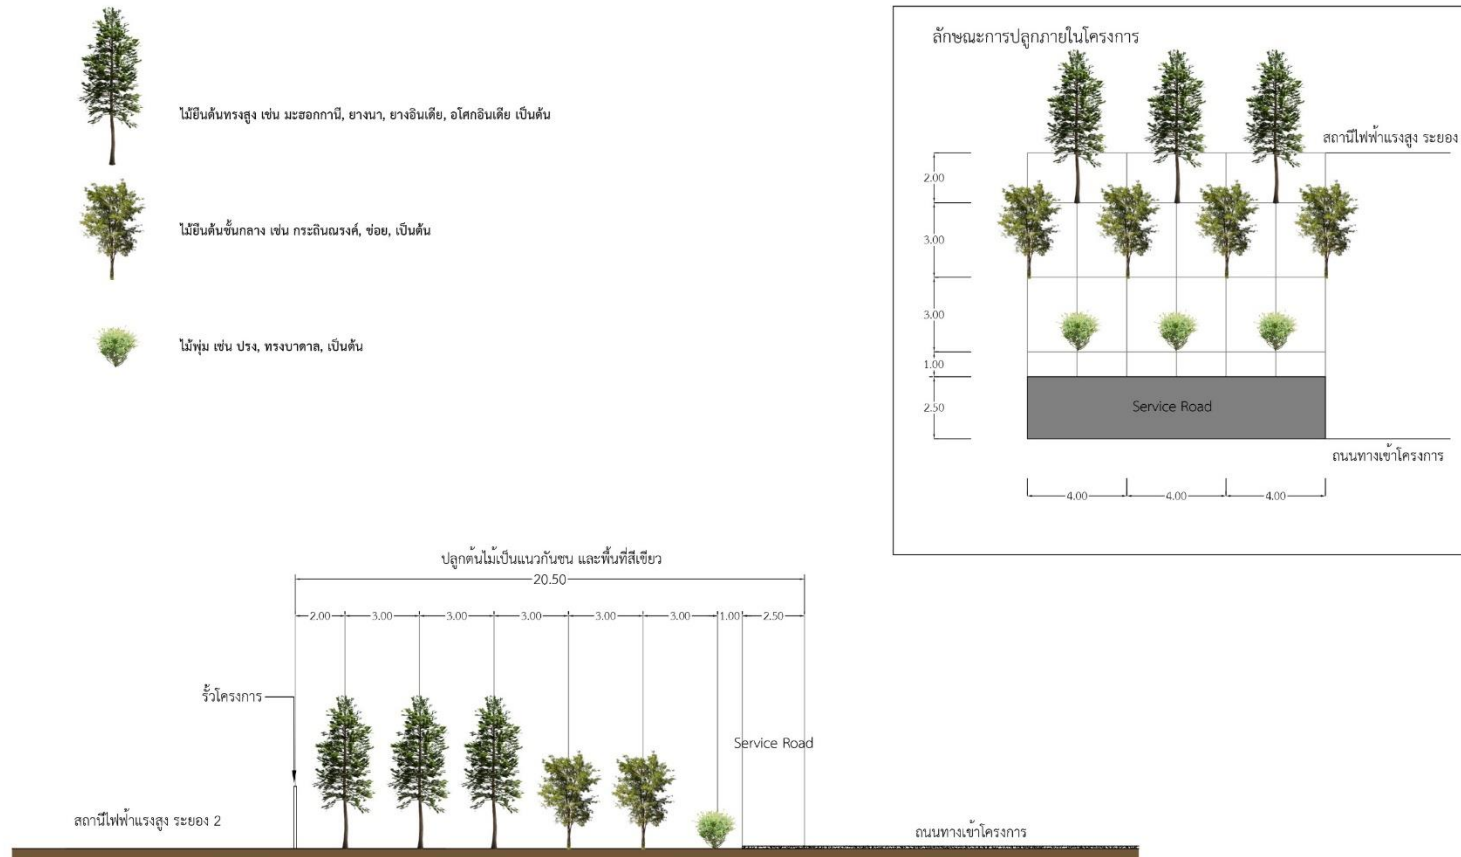 ไม้ยืนต้นทรงสูง เช่น มะฮอกกานี, ยางนา, ยางอินเดีย, อโศกอินเดีย เป็นต้น
ไม้ยืนต้นชั้นกลาง เช่น กระถินณรงค์, ข่อย, เป็นต้น
ไม้พุ่ม เช่น ปรง, ทรงบาดาล, เป็นต้น
ลักษณะการปลูกภายในโครงการ
สถานีไฟฟ้าแรงสูง ระยอง
2.00
3.00
3.00
1.00
2.50
Service Road
ถนนทางเข้าโครงการ
4.00 4.00 4.00
ปลูกต้นไม้เป็นแนวกันชน และพื้นที่สีเขียว
20.50
2.00 3.00 3.00 3.00 3.00 3.00 1.00 2.50
รั้วโครงการ
Service Road
สถานีไฟฟ้าแรงสูง ระยอง 2
ถนนทางเข้าโครงการ